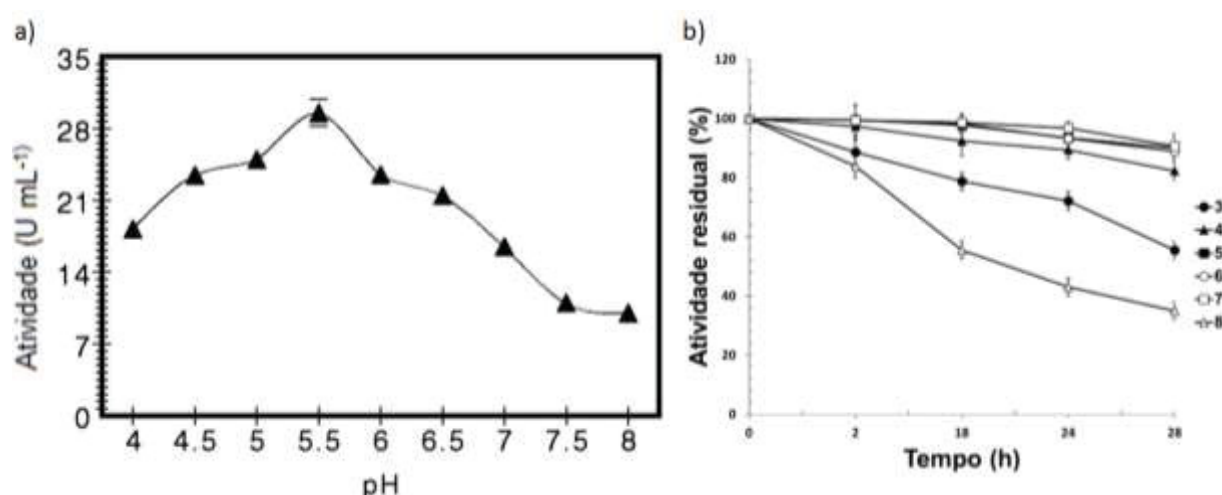 a)
35
28
21
14
7
0
Atividade (U mL⁻¹)
4 4.5 5 5.5 6 6.5 7 7.5 8
pH
b)
120
100
80
60
40
20
0
Atividade residual (%)
0 2 18 24 28
Tempo (h)
3
4
5
6
7
8